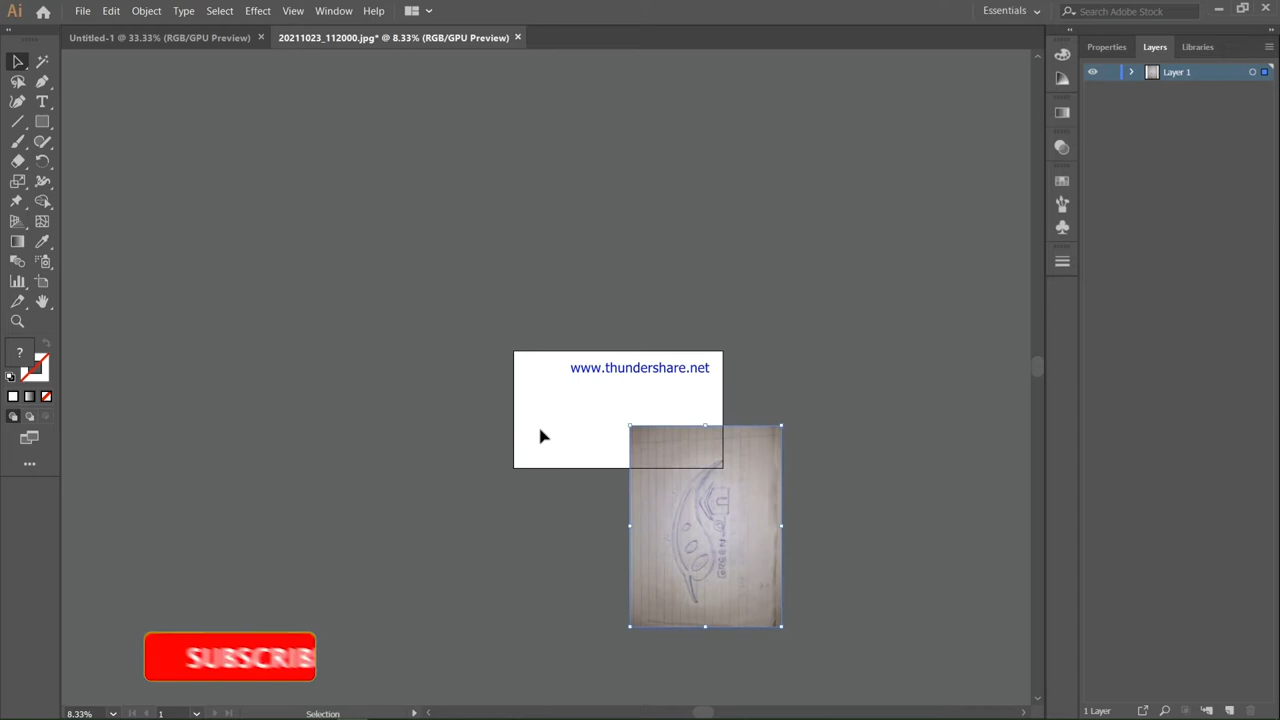 Ai File Edit Object Type Select Effect View Window Help Essentials Search Adobe Stock
Untitled-1 @ 33.33% (RGB/GPU Preview) × 20211023_112000.jpg* @ 8.33% (RGB/GPU Preview) ×
Properties Layers Libraries
Layer 1
?
www.thundershare.net
GREEN
SUBSCRIB
8.33% 1 Selection
1 Layer